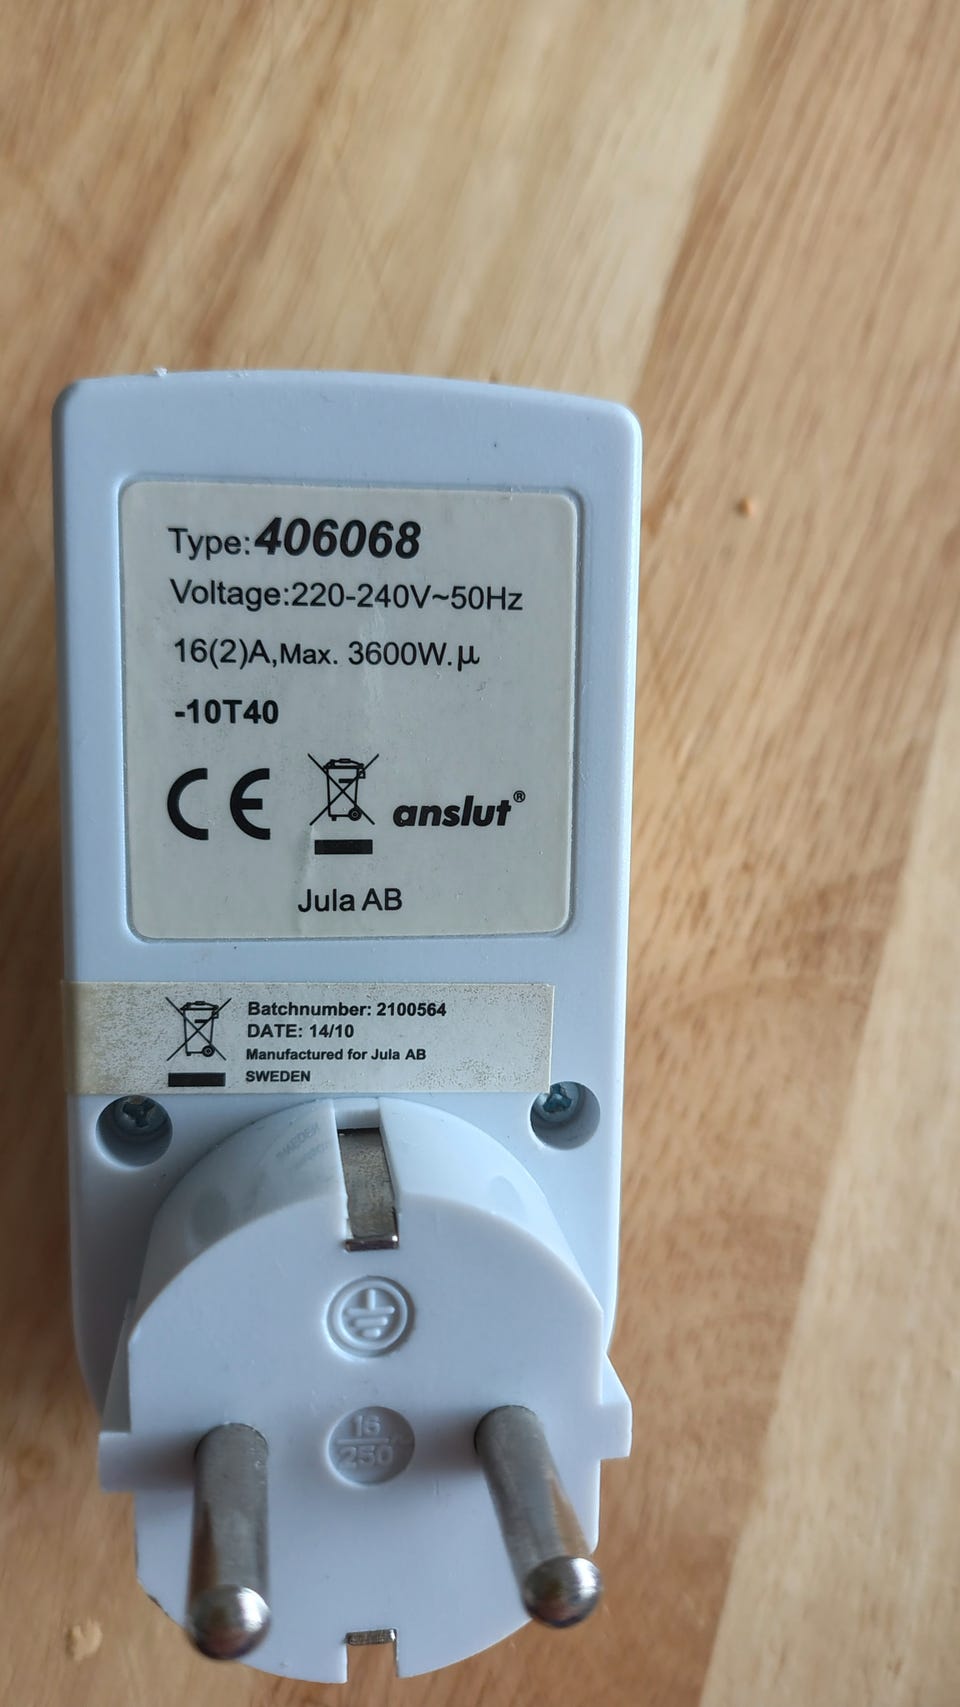 Type:406068
Voltage:220-240V~50Hz
16(2)A,Max. 3600W.µ
-10T40
CE
anslut®
Jula AB
Batchnumber: 2100564
DATE: 14/10
Manufactured for Jula AB
SWEDEN
16
250~